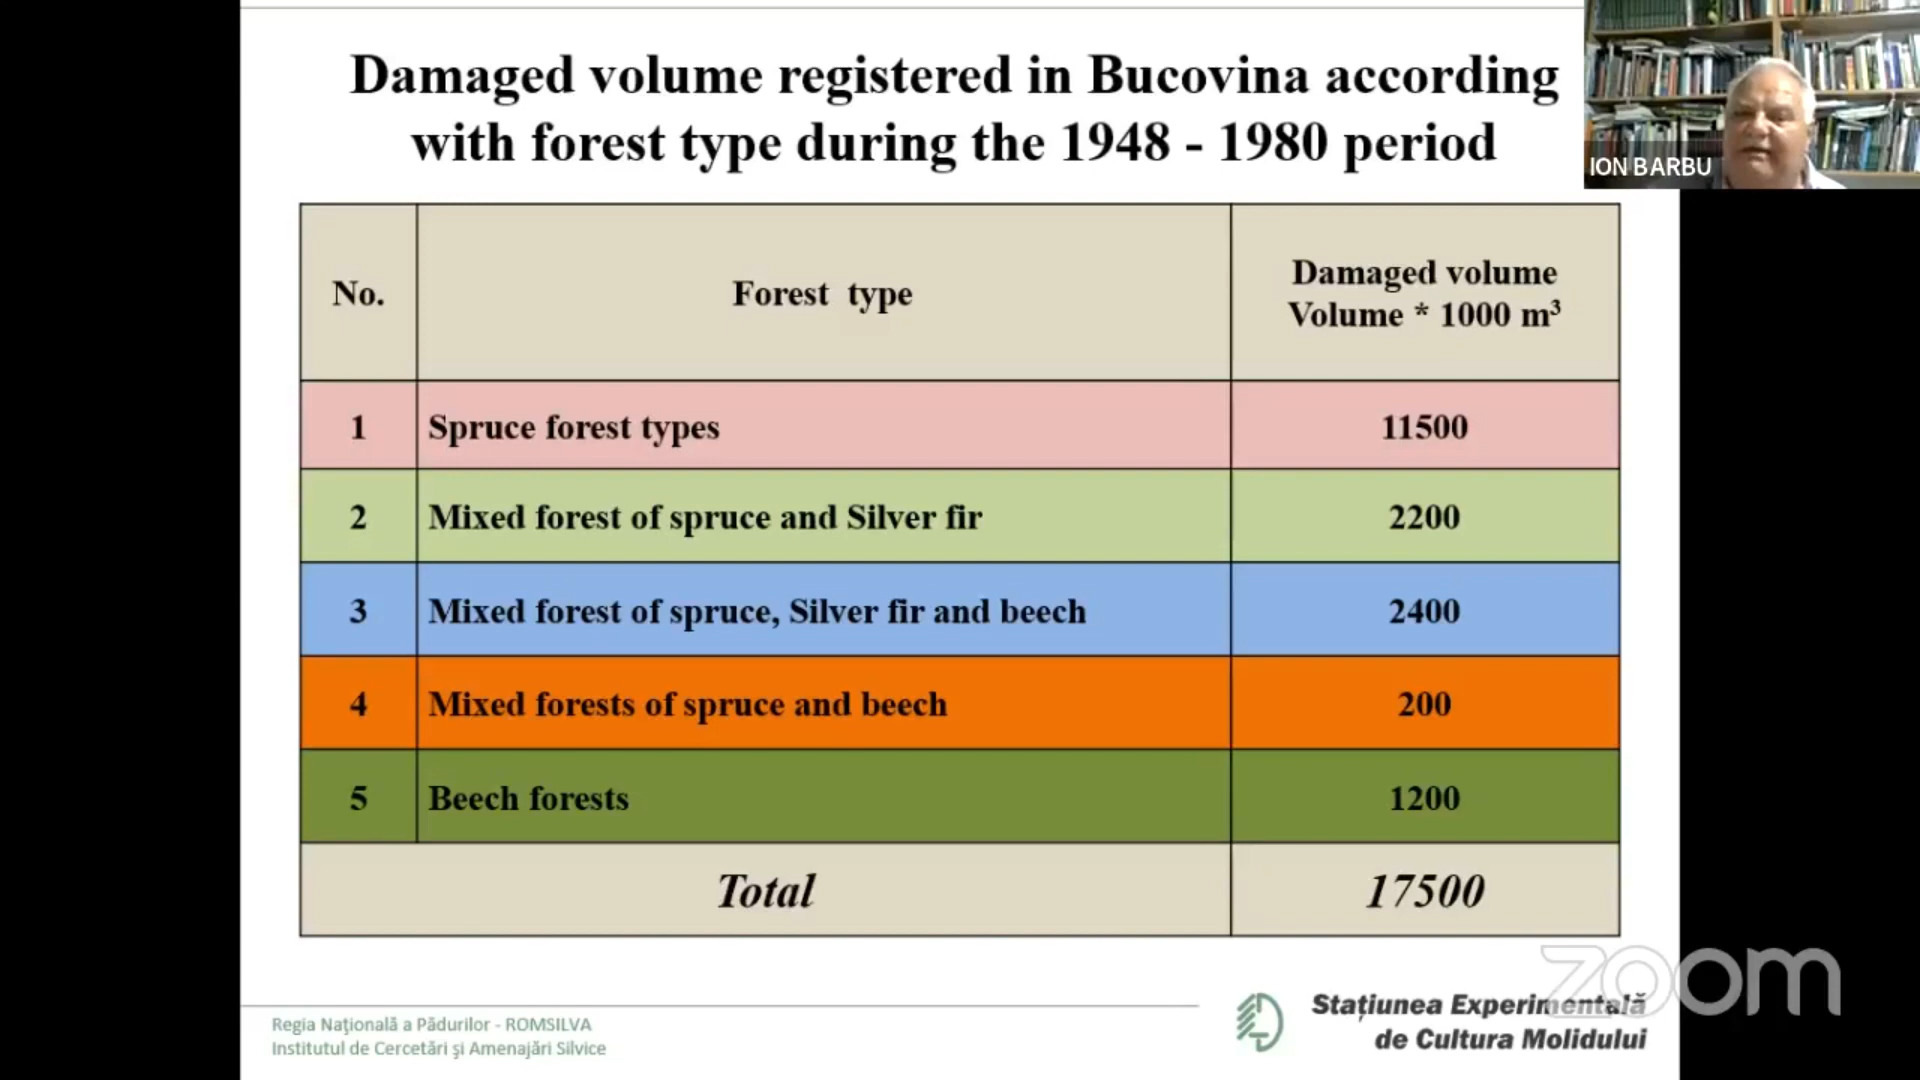 Damaged volume registered in Bucovina according
with forest type during the 1948 - 1980 period
ION BARBU
No.
Forest type
Damaged volume
Volume * 1000 m³
1
Spruce forest types
11500
2
Mixed forest of spruce and Silver fir
2200
3
Mixed forest of spruce, Silver fir and beech
2400
4
Mixed forests of spruce and beech
200
5
Beech forests
1200
Total
17500
zoom
Regia Naţională a Pădurilor - ROMSILVA
Institutul de Cercetări şi Amenajări Silvice
Staţiunea Experimentală
de Cultura Molidului